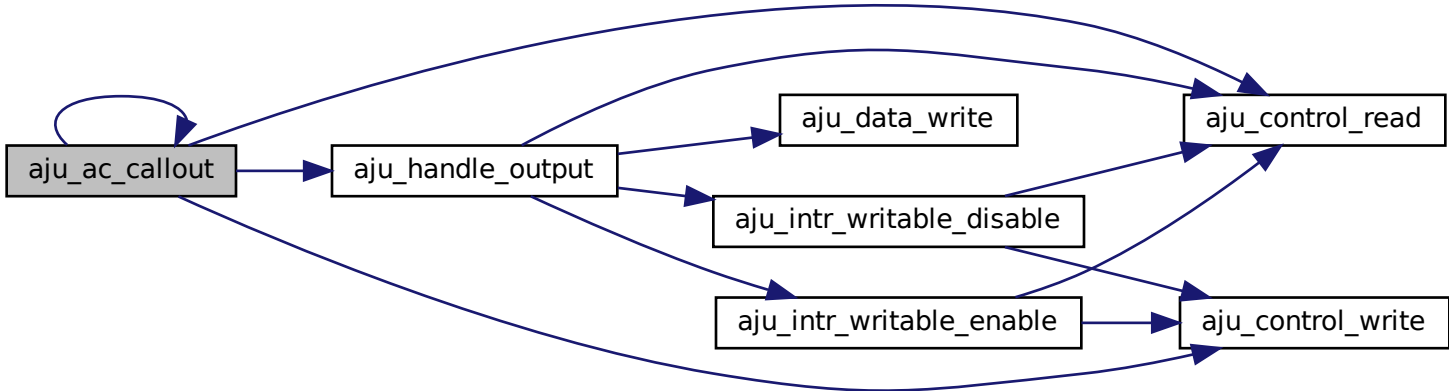 aju_ac_callout
aju_handle_output
aju_data_write
aju_intr_writable_disable
aju_intr_writable_enable
aju_control_read
aju_control_write